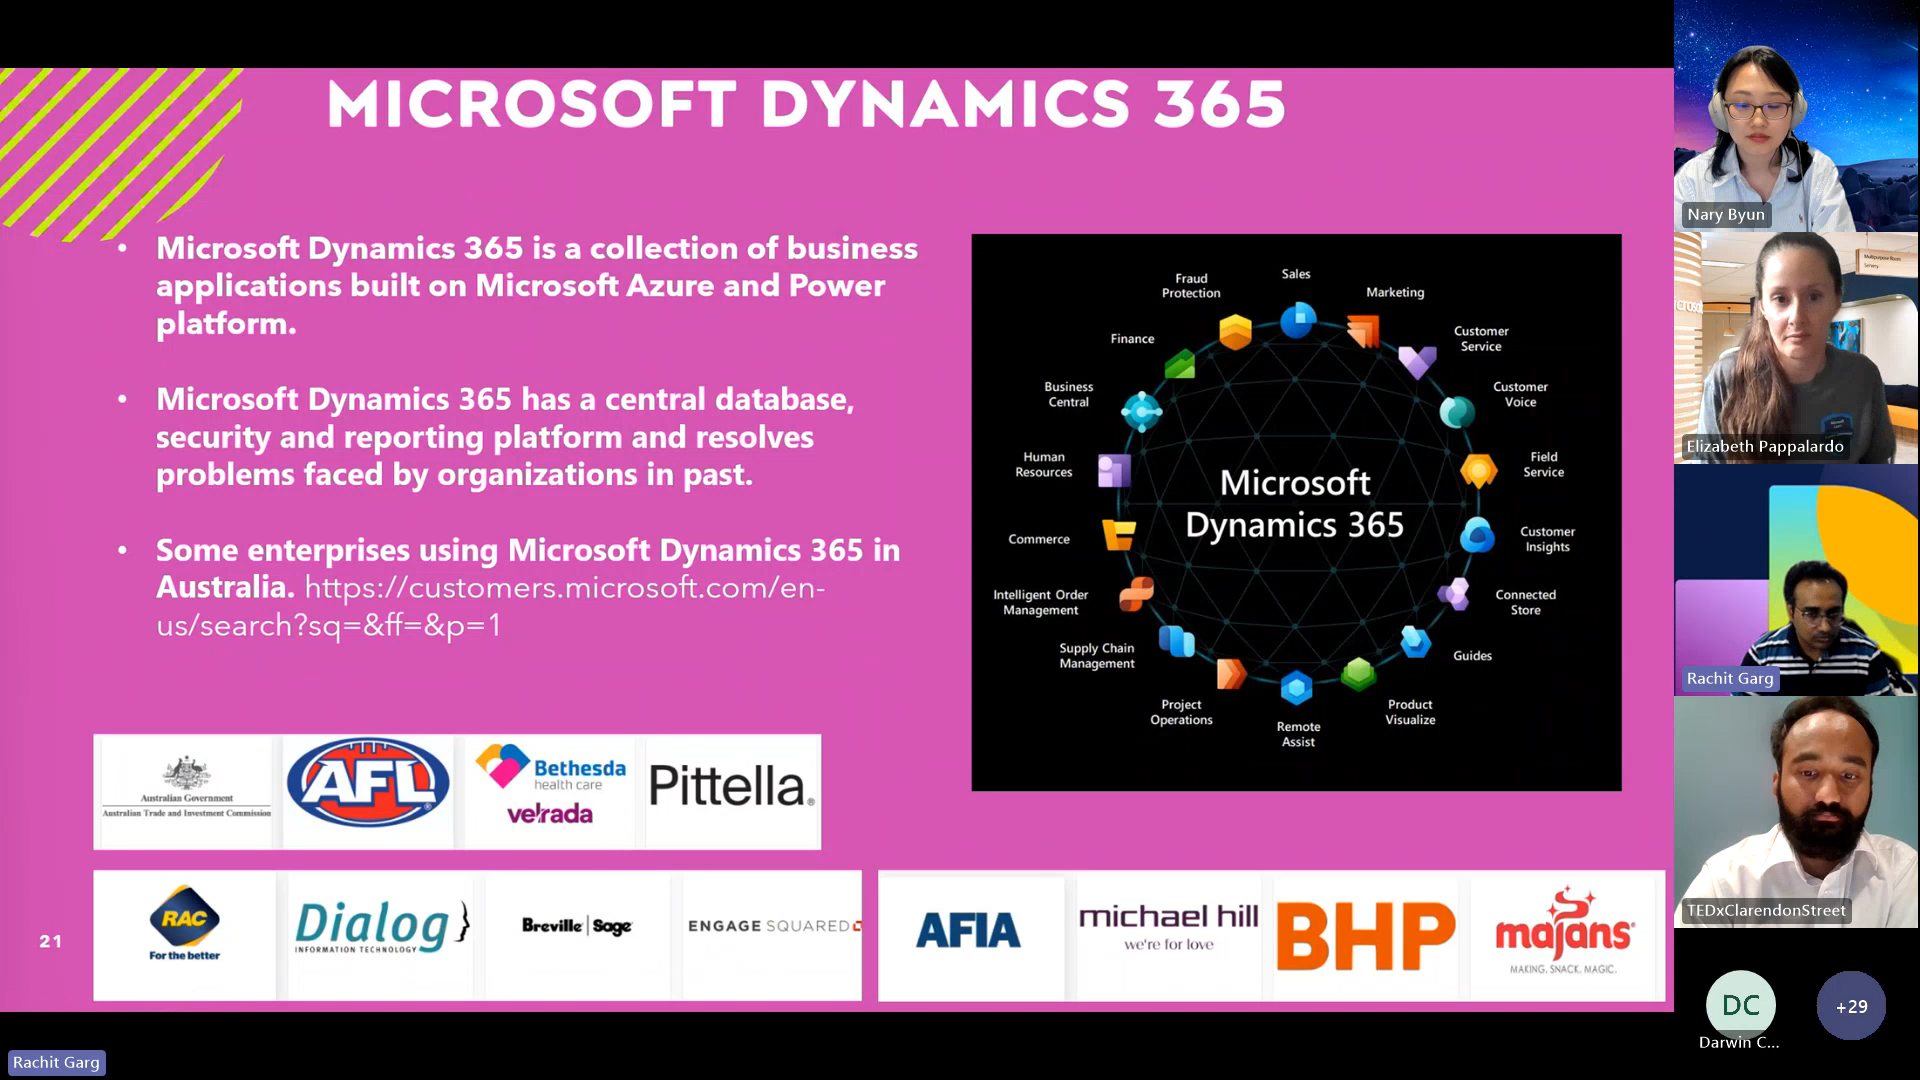 MICROSOFT DYNAMICS 365
• Microsoft Dynamics 365 is a collection of business
applications built on Microsoft Azure and Power
platform.
• Microsoft Dynamics 365 has a central database,
security and reporting platform and resolves
problems faced by organizations in past.
• Some enterprises using Microsoft Dynamics 365 in
Australia. https://customers.microsoft.com/en-
us/search?sq=&ff=&p=1
Sales
Marketing
Customer
Service
Customer
Voice
Field
Service
Customer
Insights
Connected
Store
Guides
Product
Visualize
Remote
Assist
Project
Operations
Supply Chain
Management
Intelligent Order
Management
Commerce
Human
Resources
Business
Central
Finance
Fraud
Protection
Microsoft
Dynamics 365
Australian Government
Australian Trade and Investment Commission
AFL
Bethesda
health care
velrada
Pittella
RAC
For the better
Dialog
INFORMATION TECHNOLOGY
Breville | Sage
ENGAGE SQUARED
AFIA
michael hill
we're for love
BHP
majans
MAKING. SNACK. MAGIC.
21
Rachit Garg
Nary Byun
Multipurpose Room
Servery
Elizabeth Pappalardo
Rachit Garg
TEDxClarendonStreet
DC
Darwin C...
+29